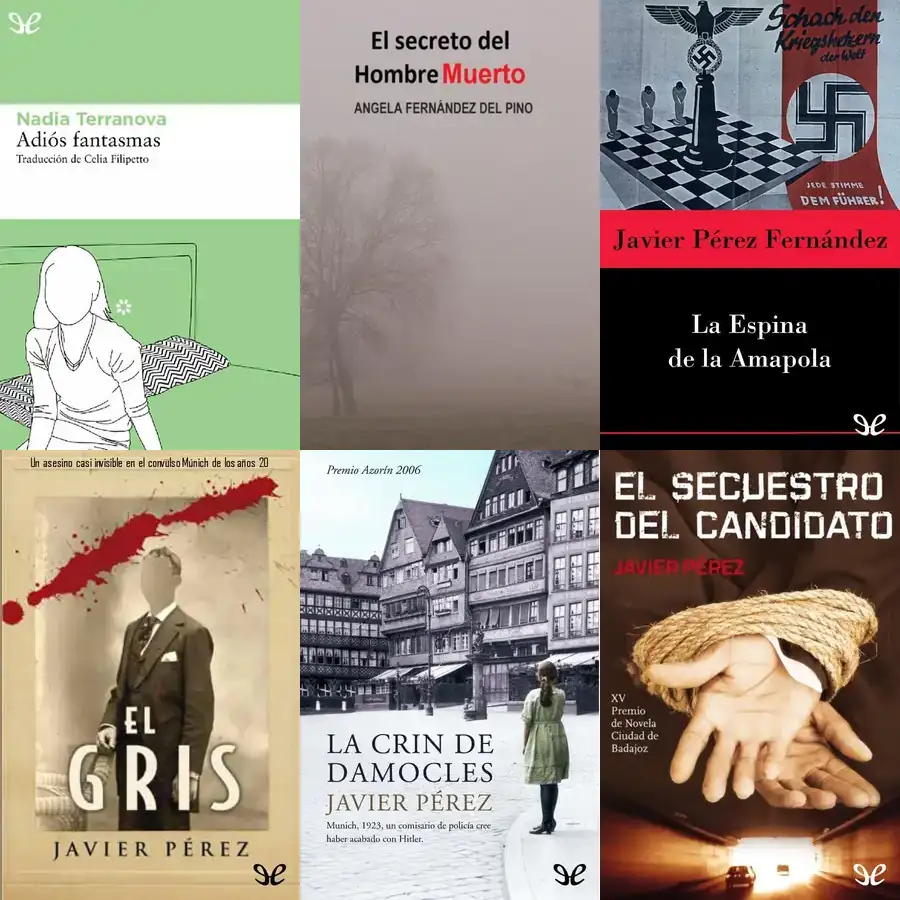 Nadia Terranova
Adiós fantasmas
Traducción de Celia Filipetto
El secreto del
Hombre Muerto
ANGELA FERNÁNDEZ DEL PINO
Schach den
Kriegshetzern
der Welt
JEDE STIMME
DEM FÜHRER!
Javier Pérez Fernández
La Espina
de la Amapola
Un asesino casi invisible en el convulso Múnich de los años 20
EL
GRIS
JAVIER PÉREZ
Premio Azorín 2006
LA CRIN DE
DAMOCLES
JAVIER PÉREZ
Munich, 1923, un comisario de policía cree
haber acabado con Hitler.
EL SECUESTRO
DEL CANDIDATO
JAVIER PÉREZ
XV
Premio
de Novela
Ciudad de
Badajoz